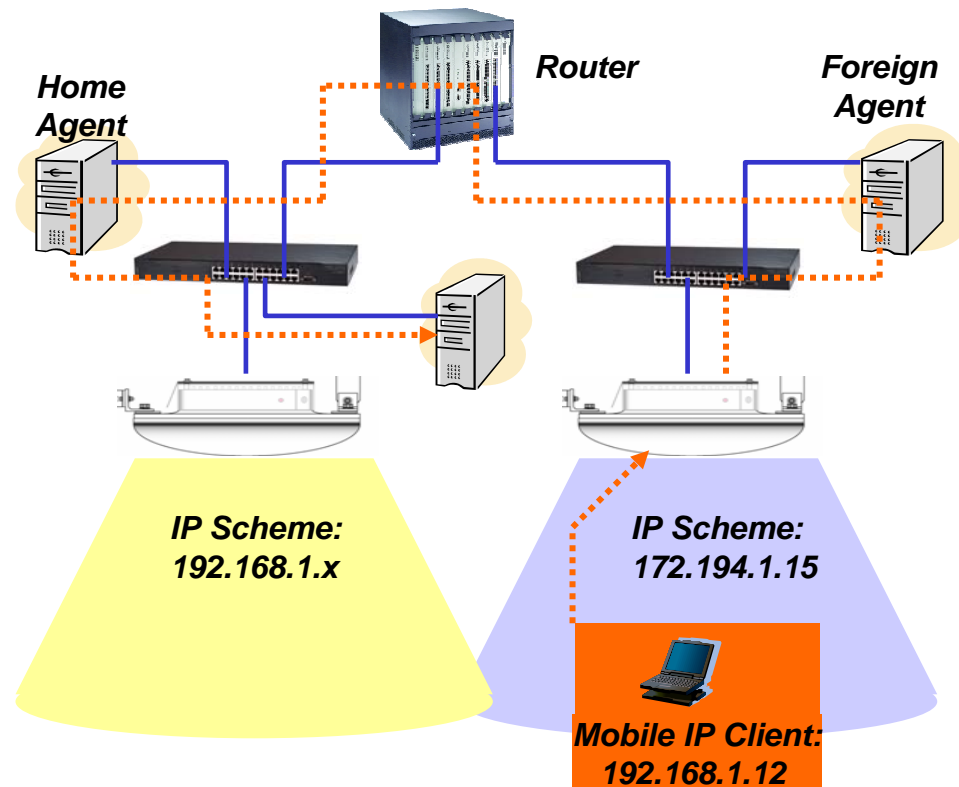 Router
Home
Agent
Foreign
Agent
IP Scheme:
192.168.1.x
IP Scheme:
172.194.1.15
Mobile IP Client:
192.168.1.12